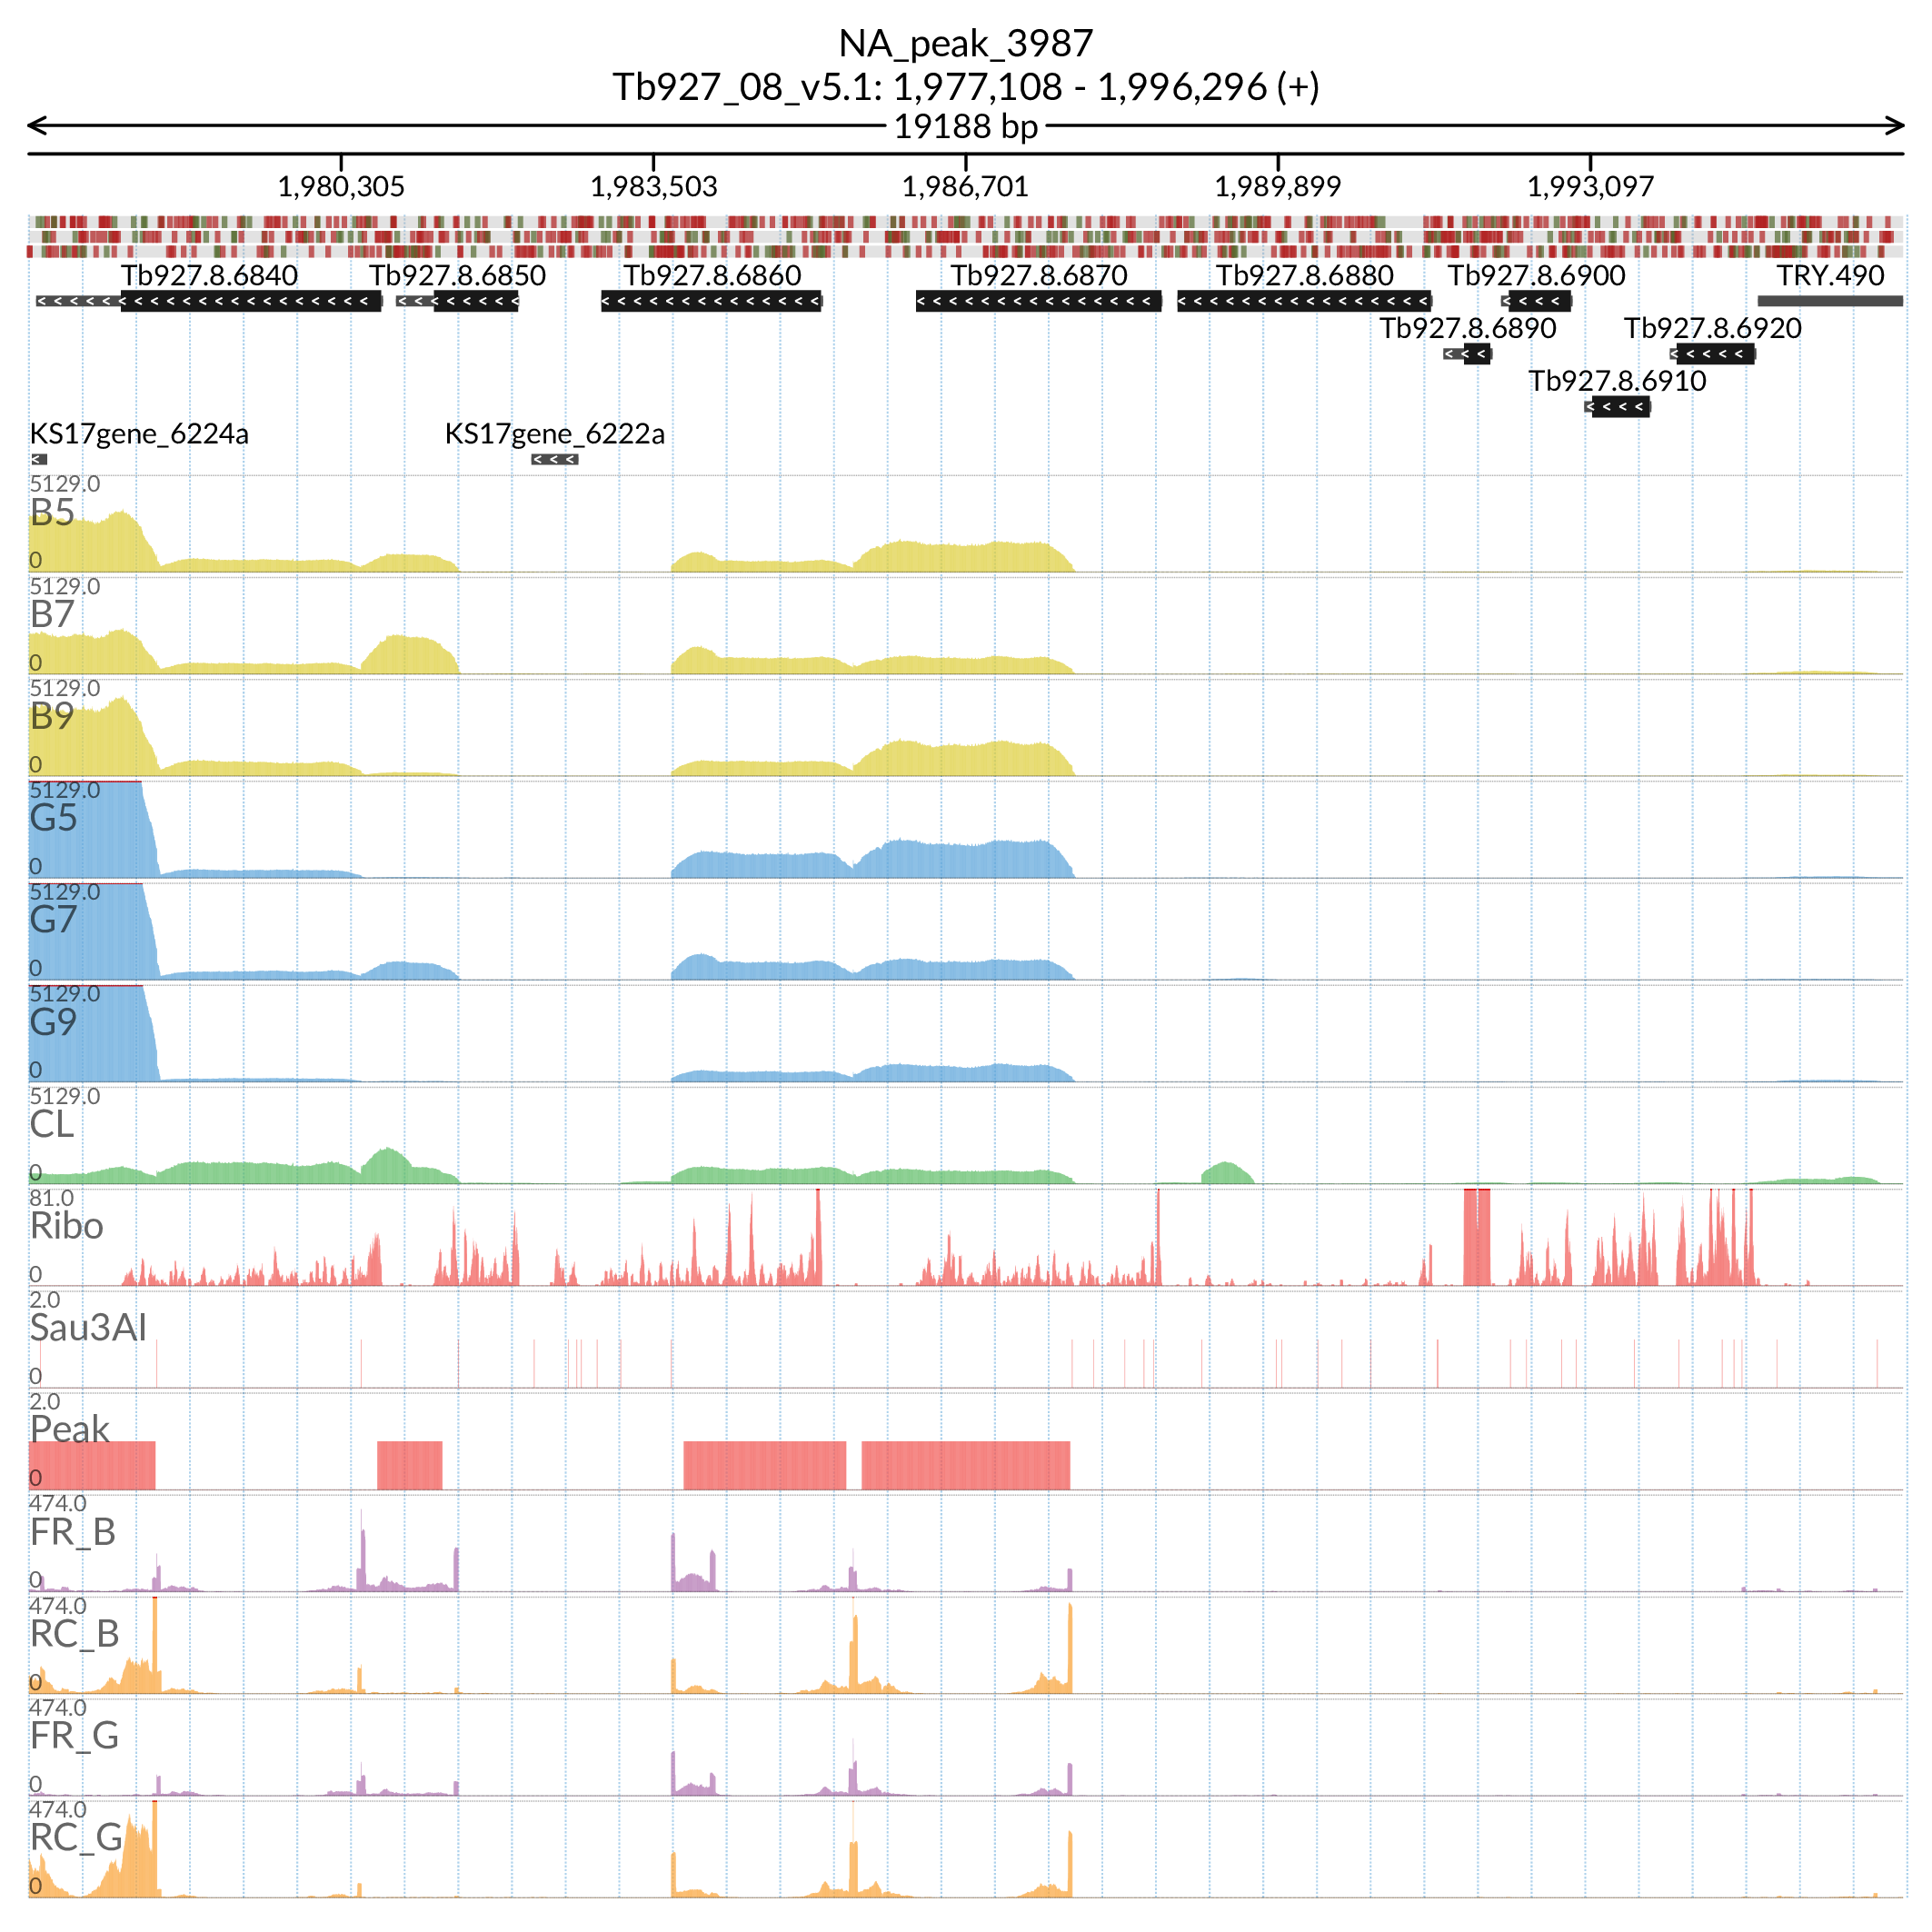 NA_peak_3987
Tb927_08_v5.1: 1,977,108 - 1,996,296 (+)
19188 bp
1,980,305 1,983,503 1,986,701 1,989,899 1,993,097
Tb927.8.6840 Tb927.8.6850 Tb927.8.6860 Tb927.8.6870 Tb927.8.6880 Tb927.8.6900 TRY.490
Tb927.8.6890 Tb927.8.6920
Tb927.8.6910
KS17gene_6224a KS17gene_6222a
5129.0
B5
0
5129.0
B7
0
5129.0
B9
0
5129.0
G5
0
5129.0
G7
0
5129.0
G9
0
5129.0
CL
0
81.0
Ribo
0
2.0
Sau3AI
0
2.0
Peak
0
474.0
FR_B
0
474.0
RC_B
0
474.0
FR_G
0
474.0
RC_G
0